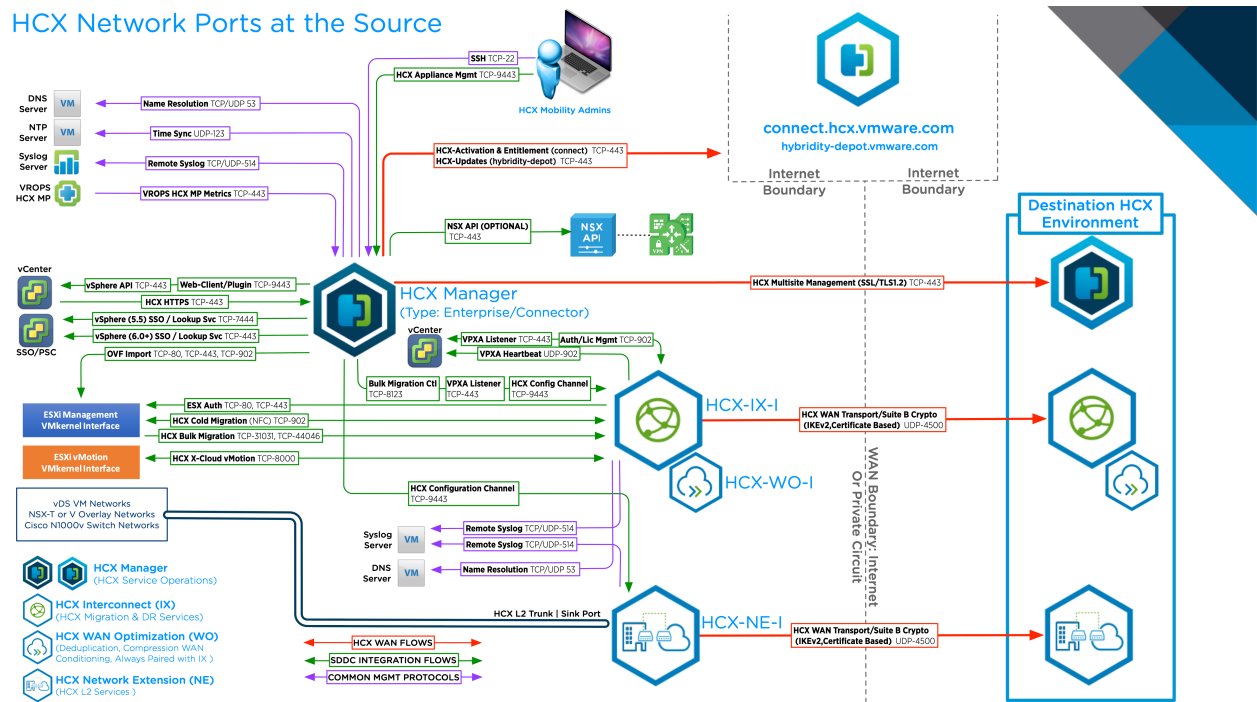 HCX Network Ports at the Source
SSH TCP-22
HCX Appliance Mgmt TCP-9443
HCX Mobility Admins
connect.hcx.vmware.com
hybridity-depot.vmware.com
Internet
Boundary
Internet
Boundary
DNS
Server
VM
Name Resolution TCP/UDP 53
NTP
Server
VM
Time Sync UDP-123
Syslog
Server
Remote Syslog TCP/UDP-514
VROPS
HCX MP
VROPS HCX MP Metrics TCP-443
HCX-Activation & Entitlement (connect) TCP-443
HCX-Updates (hybridity-depot) TCP-443
NSX API (OPTIONAL)
TCP-443
NSX
API
VPN
Destination HCX
Environment
vCenter
vSphere API TCP-443
Web-Client/Plugin TCP-9443
HCX HTTPS TCP-443
vSphere (5.5) SSO / Lookup Svc TCP-7444
vSphere (6.0+) SSO / Lookup Svc TCP-443
SSO/PSC
OVF Import TCP-80, TCP-443, TCP-902
HCX Manager
(Type: Enterprise/Connector)
HCX Multisite Management (SSL/TLS1.2) TCP-443
vCenter
VPXA Listener TCP-443
Auth/Lic Mgmt TCP-902
VPXA Heartbeat UDP-902
Bulk Migration Ctl
TCP-8123
VPXA Listener
TCP-443
HCX Config Channel
TCP-9443
ESXi Management
VMkernel Interface
ESX Auth TCP-80, TCP-443
HCX Cold Migration (NFC) TCP-902
HCX Bulk Migration TCP-31031, TCP-44046
ESXi vMotion
VMkernel Interface
HCX X-Cloud vMotion TCP-8000
HCX-IX-I
HCX WAN Transport/Suite B Crypto
(IKEv2,Certificate Based) UDP-4500
HCX-WO-I
WAN Boundary: Internet
Or Private Circuit
HCX Configuration Channel
TCP-9443
vDS VM Networks
NSX-T or V Overlay Networks
Cisco N1000v Switch Networks
Syslog
Server
VM
Remote Syslog TCP/UDP-514
Remote Syslog TCP/UDP-514
DNS
Server
VM
Name Resolution TCP/UDP 53
HCX L2 Trunk | Sink Port
HCX-NE-I
HCX WAN Transport/Suite B Crypto
(IKEv2,Certificate Based) UDP-4500
HCX Manager
(HCX Service Operations)
HCX Interconnect (IX)
(HCX Migration & DR Services)
HCX WAN Optimization (WO)
(Deduplication, Compression WAN
Conditioning, Always Paired with IX )
HCX Network Extension (NE)
(HCX L2 Services )
HCX WAN FLOWS
SDDC INTEGRATION FLOWS
COMMON MGMT PROTOCOLS